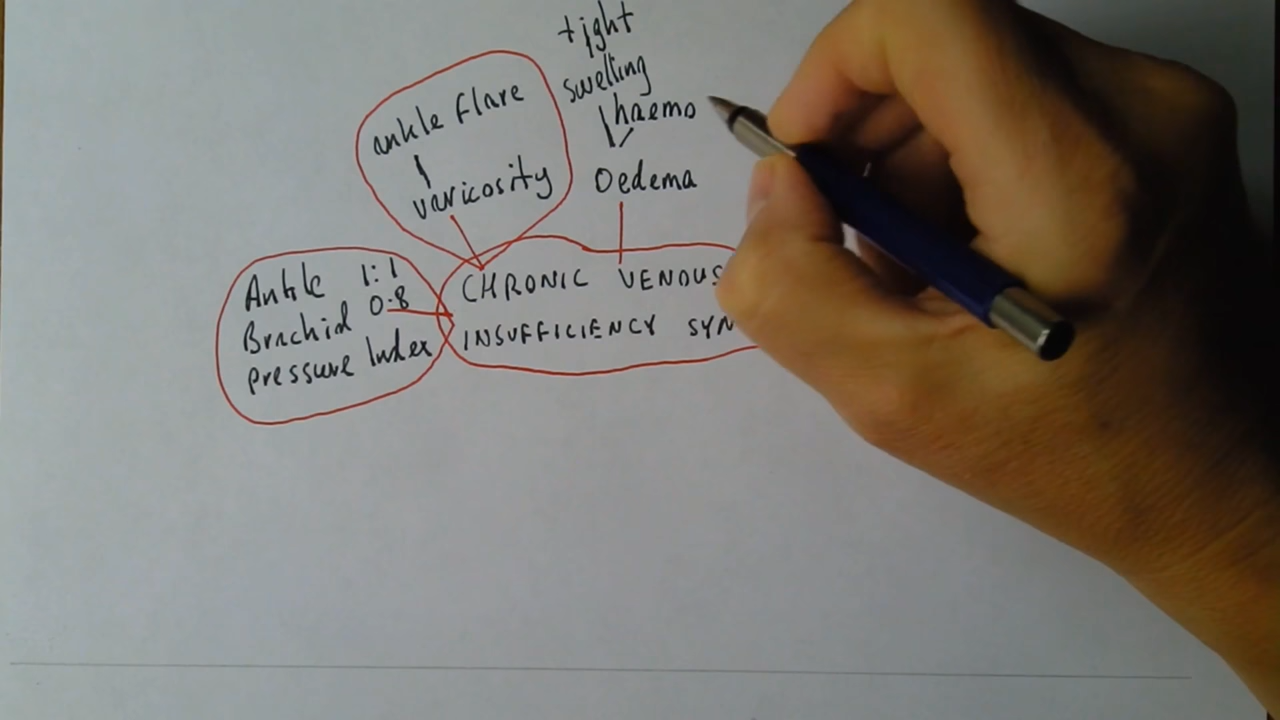 tight
swelling
haemo
ankle flare
varicosity
Oedema
Ankle 1:1
Brachial 0.8
pressure Index
CHRONIC VENOUS
INSUFFICIENCY SYN